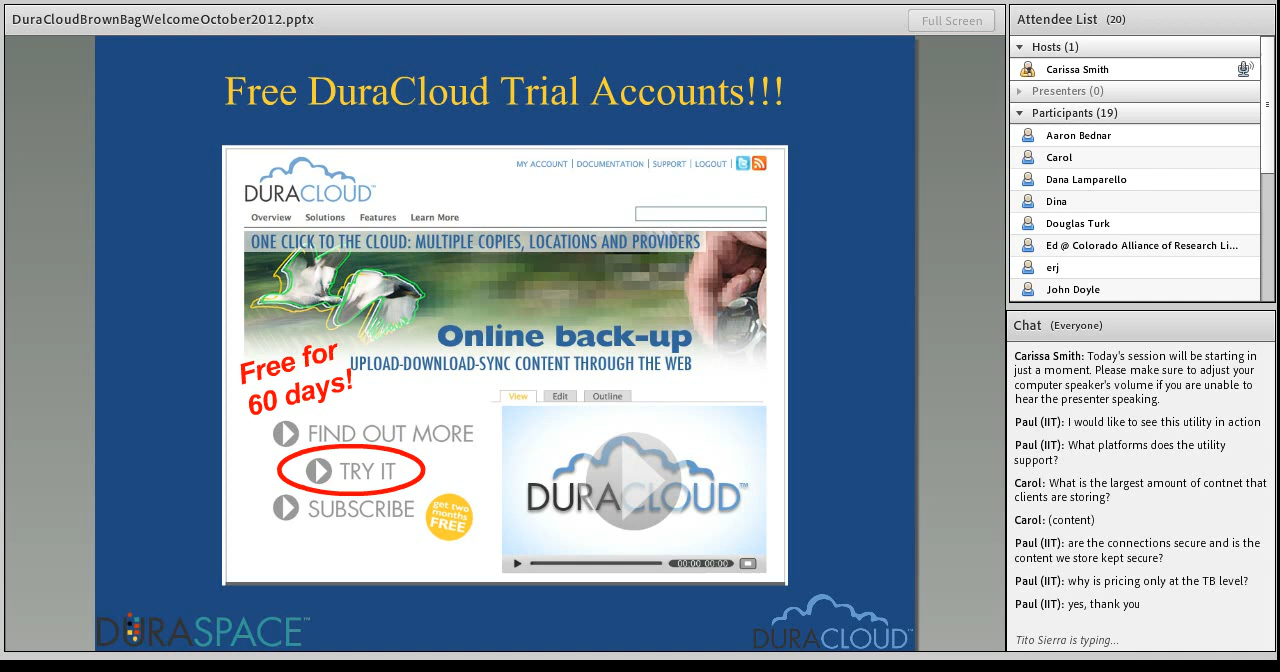 DuraCloudBrownBagWelcomeOctober2012.pptx
Full Screen
Free DuraCloud Trial Accounts!!!
MY ACCOUNT | DOCUMENTATION | SUPPORT | LOGOUT |
DURACLOUD™
Overview Solutions Features Learn More
ONE CLICK TO THE CLOUD: MULTIPLE COPIES, LOCATIONS AND PROVIDERS
Online back-up
UPLOAD-DOWNLOAD-SYNC CONTENT THROUGH THE WEB
Free for
60 days!
View Edit Outline
FIND OUT MORE
TRY IT
SUBSCRIBE
get two
months
FREE
DURACLOUD™
00:00 00:00
DURASPACE™
DURACLOUD™
Attendee List (20)
Hosts (1)
Carissa Smith
Presenters (0)
Participants (19)
Aaron Bednar
Carol
Dana Lamparello
Dina
Douglas Turk
Ed @ Colorado Alliance of Research Li...
erj
John Doyle
Chat (Everyone)
Carissa Smith: Today's session will be starting in
just a moment. Please make sure to adjust your
computer speaker's volume if you are unable to
hear the presenter speaking.
Paul (IIT): I would like to see this utility in action
Paul (IIT): What platforms does the utility
support?
Carol: What is the largest amount of contnet that
clients are storing?
Carol: (content)
Paul (IIT): are the connections secure and is the
content we store kept secure?
Paul (IIT): why is pricing only at the TB level?
Paul (IIT): yes, thank you
Tito Sierra is typing...